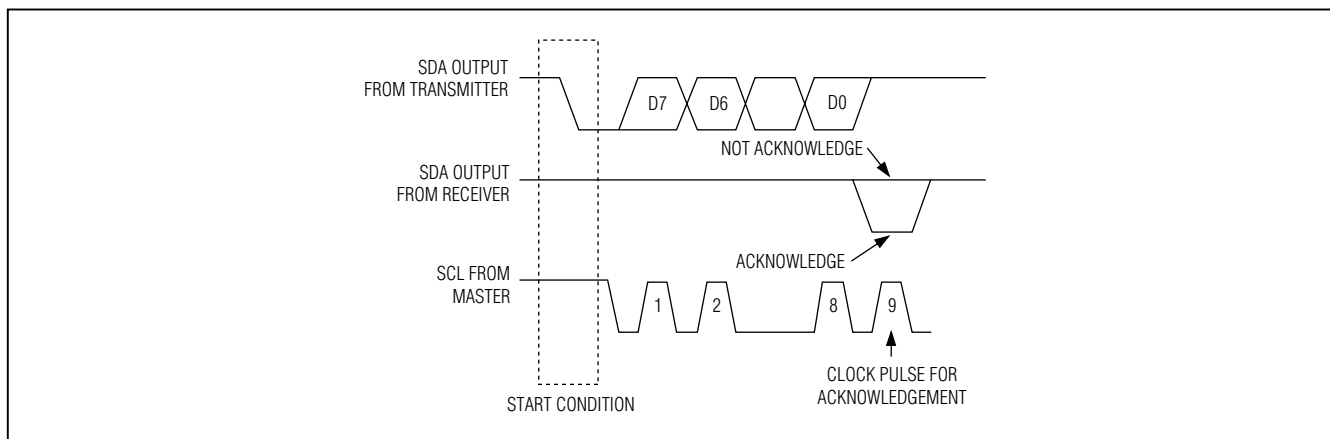 SDA OUTPUT
FROM TRANSMITTER
D7
D6
D0
NOT ACKNOWLEDGE
SDA OUTPUT
FROM RECEIVER
ACKNOWLEDGE
SCL FROM
MASTER
1
2
8
9
CLOCK PULSE FOR
ACKNOWLEDGEMENT
START CONDITION